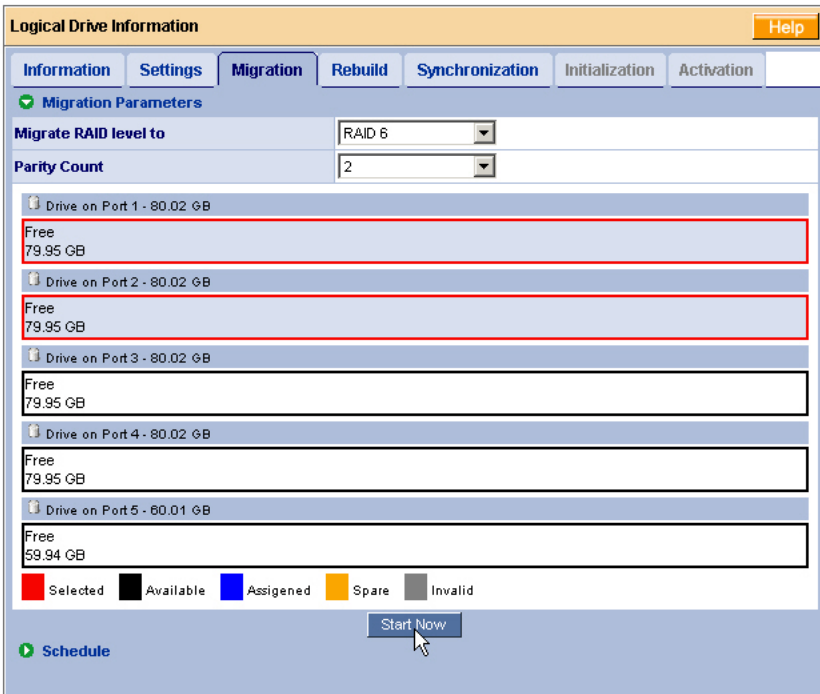 Logical Drive Information Help
Information Settings Migration Rebuild Synchronization Initialization Activation
Migration Parameters
Migrate RAID level to RAID 6
Parity Count 2
Drive on Port 1 - 80.02 GB
Free
79.95 GB
Drive on Port 2 - 80.02 GB
Free
79.95 GB
Drive on Port 3 - 80.02 GB
Free
79.95 GB
Drive on Port 4 - 80.02 GB
Free
79.95 GB
Drive on Port 5 - 60.01 GB
Free
59.94 GB
Selected Available Assigened Spare Invalid
Start Now
Schedule